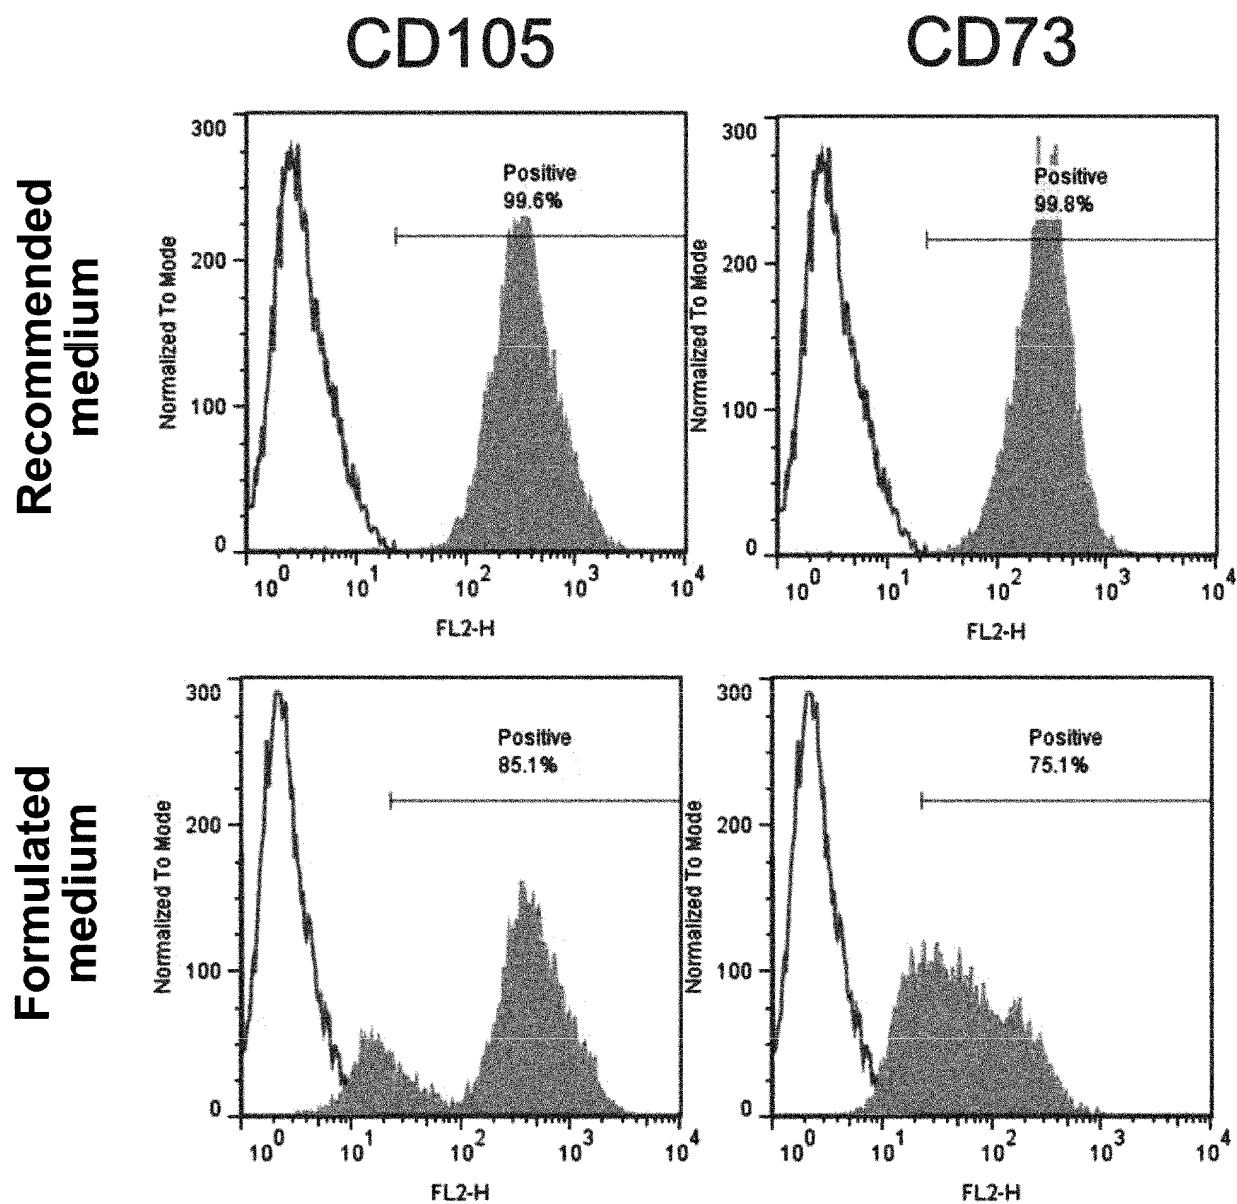 CD105
CD73
Recommended
medium
300
200
100
0
Normalized To Mode
Positive
99.6%
10^0 10^1 10^2 10^3 10^4
FL2-H
300
200
100
0
Normalized To Mode
Positive
99.8%
10^0 10^1 10^2 10^3 10^4
FL2-H
Formulated
medium
300
200
100
0
Normalized To Mode
Positive
85.1%
10^0 10^1 10^2 10^3 10^4
FL2-H
300
200
100
0
Normalized To Mode
Positive
75.1%
10^0 10^1 10^2 10^3 10^4
FL2-H